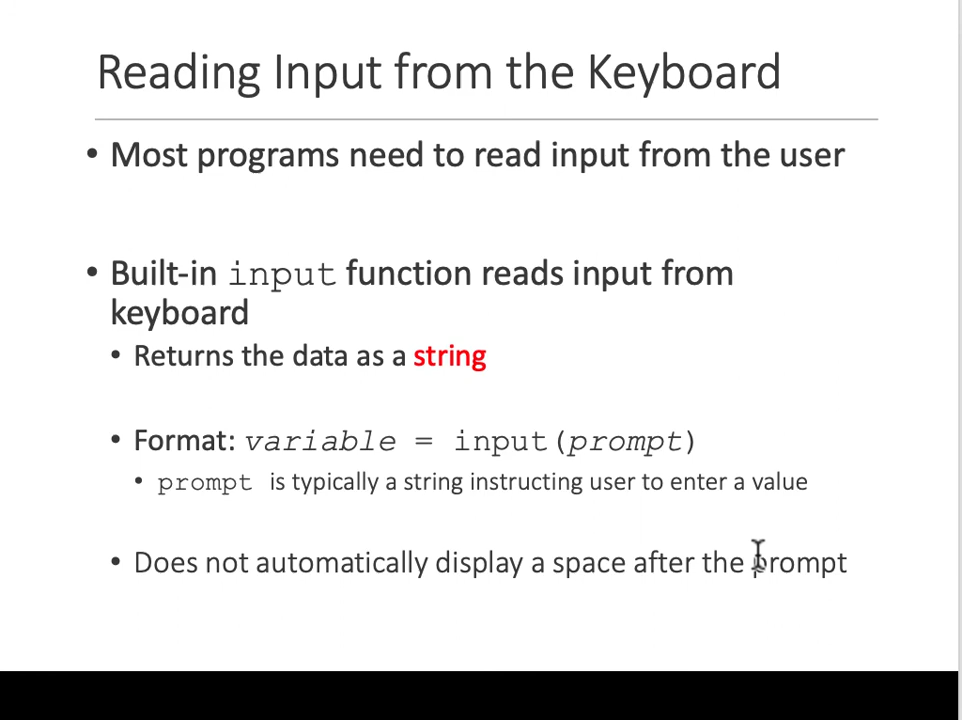 Reading Input from the Keyboard
• Most programs need to read input from the user
• Built-in input function reads input from
keyboard
• Returns the data as a string
• Format: variable = input(prompt)
• prompt is typically a string instructing user to enter a value
• Does not automatically display a space after the prompt